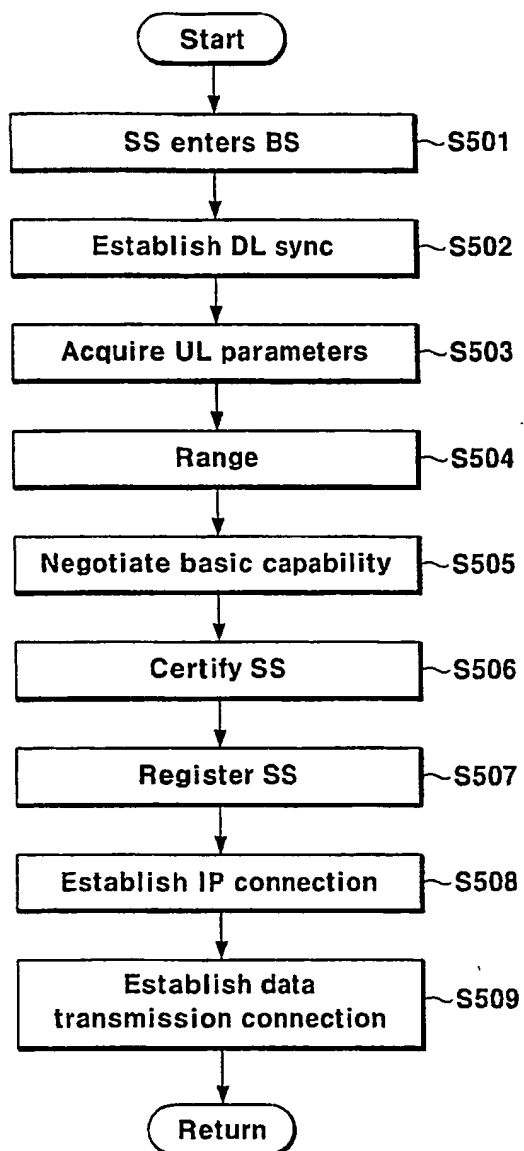 Start
SS enters BS
S501
Establish DL sync
S502
Acquire UL parameters
S503
Range
S504
Negotiate basic capability
S505
Certify SS
S506
Register SS
S507
Establish IP connection
S508
Establish data
transmission connection
S509
Return